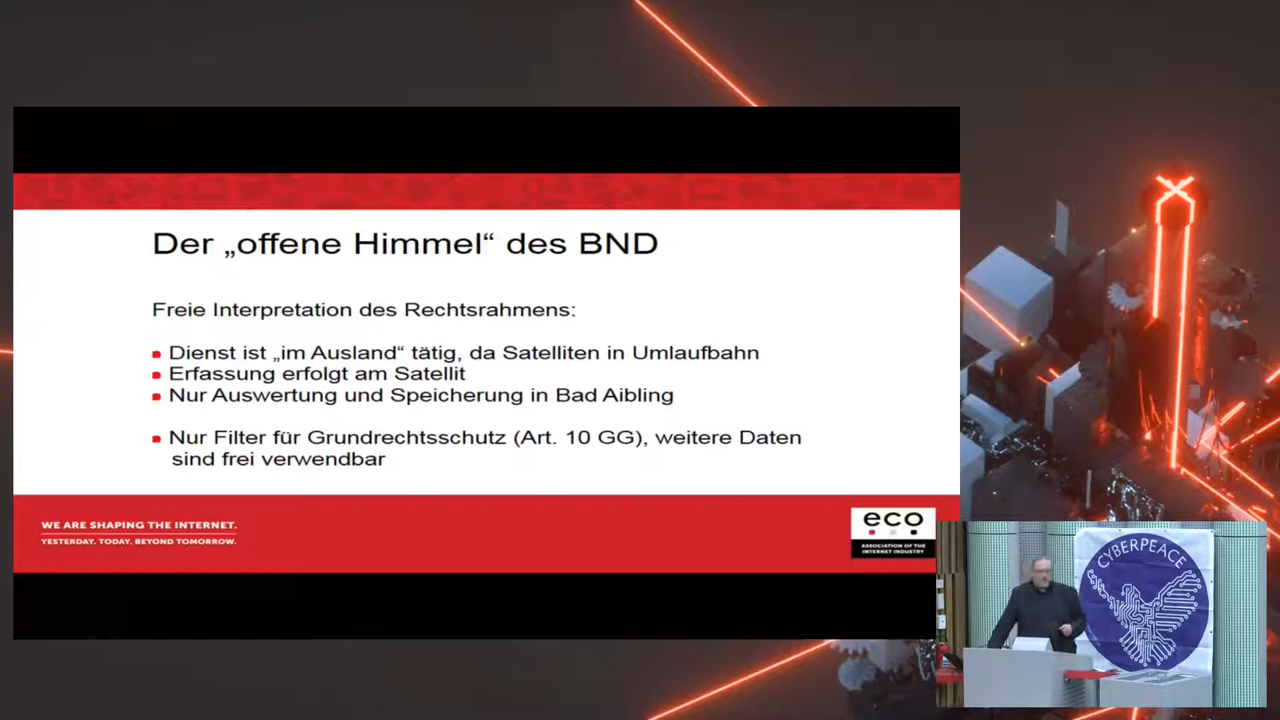 Der „offene Himmel“ des BND
Freie Interpretation des Rechtsrahmens:
Dienst ist „im Ausland“ tätig, da Satelliten in Umlaufbahn
Erfassung erfolgt am Satellit
Nur Auswertung und Speicherung in Bad Aibling
Nur Filter für Grundrechtsschutz (Art. 10 GG), weitere Daten
sind frei verwendbar
WE ARE SHAPING THE INTERNET.
YESTERDAY. TODAY. BEYOND TOMORROW.
eco
ASSOCIATION OF THE
INTERNET INDUSTRY
CYBERPEACE